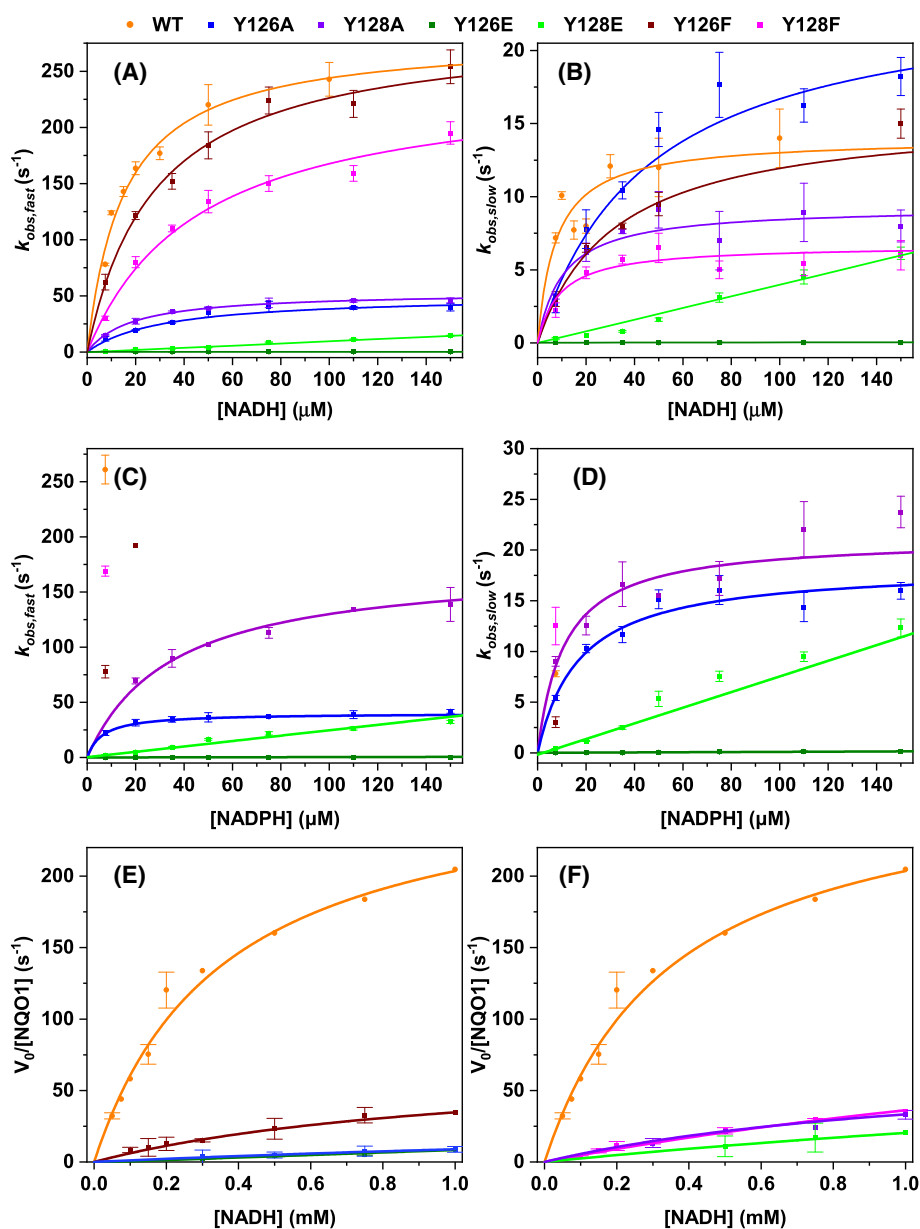 WT Y126A Y128A Y126E Y128E Y126F Y128F
(A)
k_obs,fast (s⁻¹)
250
200
150
100
50
0
0 20 40 60 80 100 120 140
[NADH] (μM)
(B)
k_obs,slow (s⁻¹)
20
15
10
5
0
0 20 40 60 80 100 120 140
[NADH] (μM)
(C)
k_obs,fast (s⁻¹)
250
200
150
100
50
0
0 20 40 60 80 100 120 140
[NADPH] (μM)
(D)
k_obs,slow (s⁻¹)
30
25
20
15
10
5
0
0 20 40 60 80 100 120 140
[NADPH] (μM)
(E)
V₀/[NQO1] (s⁻¹)
200
150
100
50
0
0.0 0.2 0.4 0.6 0.8 1.0
[NADH] (mM)
(F)
V₀/[NQO1] (s⁻¹)
200
150
100
50
0
0.0 0.2 0.4 0.6 0.8 1.0
[NADH] (mM)